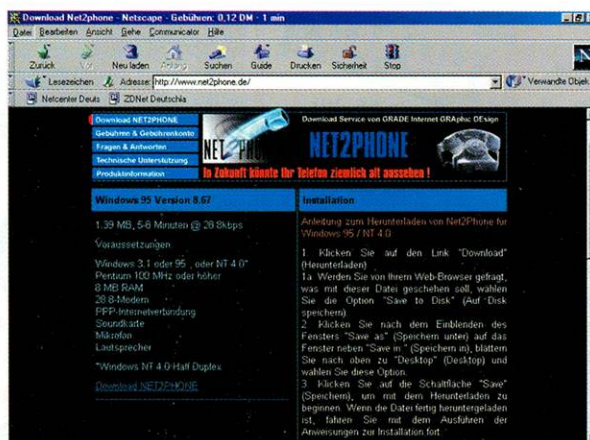 Download Net2phone - Netscape - Gebühren: 0,12 DM - 1 min
Datei Bearbeiten Ansicht Gehe Communicator Hilfe
Zurück Vor Neu laden Anfang Suchen Guide Drucken Sicherheit Stop
Lesezeichen Adresse: http://www.net2phone.de/ Verwandte Objek
Netcenter Deuts ZDNet Deutschla
Download NET2PHONE
Gebühren & Gebührenkonto
Fragen & Antworten
Technische Unterstützung
Produktinformation
Download Service von GRADE Internet GRAphic DEsign
NET2PHONE
In Zukunft könnte Ihr Telefon ziemlich alt aussehen !
Windows 95 Version 8.67
1.39 MB, 5-6 Minuten @ 28.8kbps
Voraussetzungen
Windows 3.1 oder 95 , oder NT 4.0*
Pentium 100 MHz oder höher
8 MB RAM
28.8-Modem
PPP-Internetverbindung
Soundkarte
Mikrofon
Lautsprecher
*Windows NT 4.0 Half Duplex
Download NET2PHONE
Installation
Anleitung zum Herunterladen von Net2Phone für
Windows 95 / NT 4.0
1. Klicken Sie auf den Link "Download"
(Herunterladen)
1a. Werden Sie von Ihrem Web-Browser gefragt,
was mit dieser Datei geschehen soll, wählen
Sie die Option "Save to Disk" (Auf Disk
speichern)
2. Klicken Sie nach dem Einblenden des
Fensters "Save as" (Speichern unter) auf das
Fenster neben "Save in:" (Speichern in), blättern
Sie nach oben zu "Desktop" (Desktop) und
wählen Sie diese Option.
3. Klicken Sie auf die Schaltfläche "Save"
(Speichern), um mit dem Herunterladen zu
beginnen. Wenn die Datei fertig heruntergeladen
ist, fahren Sie mit dem Ausführen der
Anweisungen zur Installation fort.